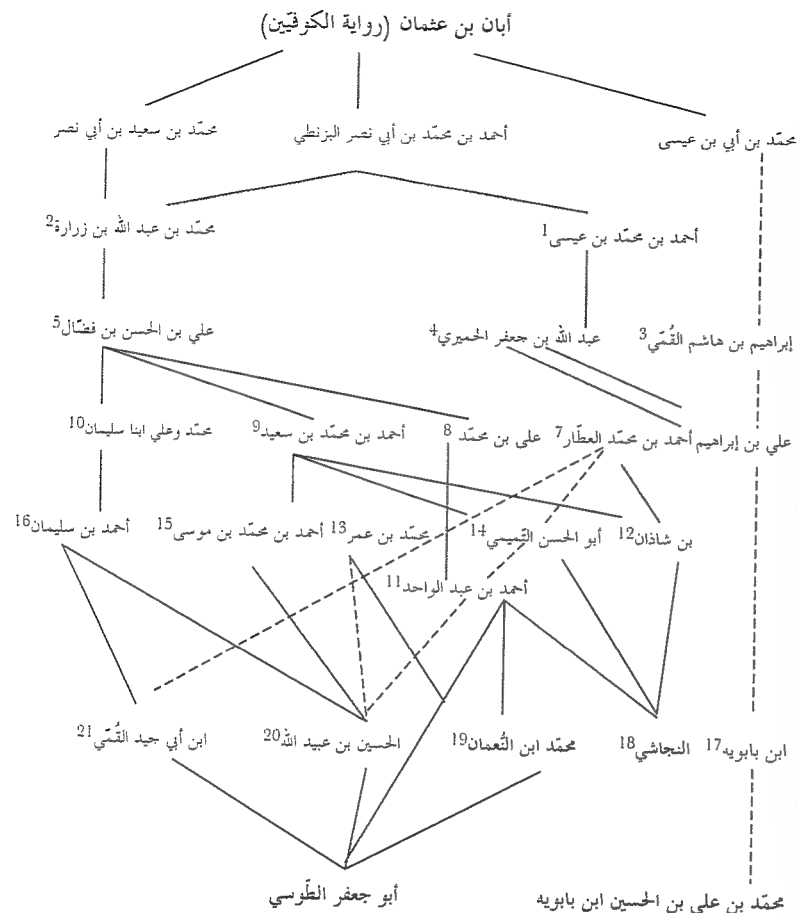 أبان بن عثمان (رواية الكوفيّين)
محمّد بن أبي بن عيسى أحمد بن محمّد بن أبي نصر البزنطي محمّد بن سعيد بن أبي نصر
أحمد بن محمّد بن عيسى1 محمّد بن عبد الله بن زرارة2
إبراهيم بن هاشم القُمّي3 عبد الله بن جعفر الحميري4 علي بن الحسن بن فضّال5
علي بن إبراهيم أحمد بن محمّد العطّار7 علي بن محمّد 8 أحمد بن محمّد بن سعيد9 محمّد وعلي ابنا سليمان10
بن شاذان12 أبو الحسن التّميمي14 محمّد بن عمر13 أحمد بن محمّد بن موسى15 أحمد بن سليمان16
أحمد بن عبد الواحد11
ابن بابويه17 النجاشي18 محمّد ابن النُّعمان19 الحسين بن عبيد الله20 ابن أبي جيد القُمّي21
محمّد بن علي بن الحسين ابن بابويه أبو جعفر الطّوسي